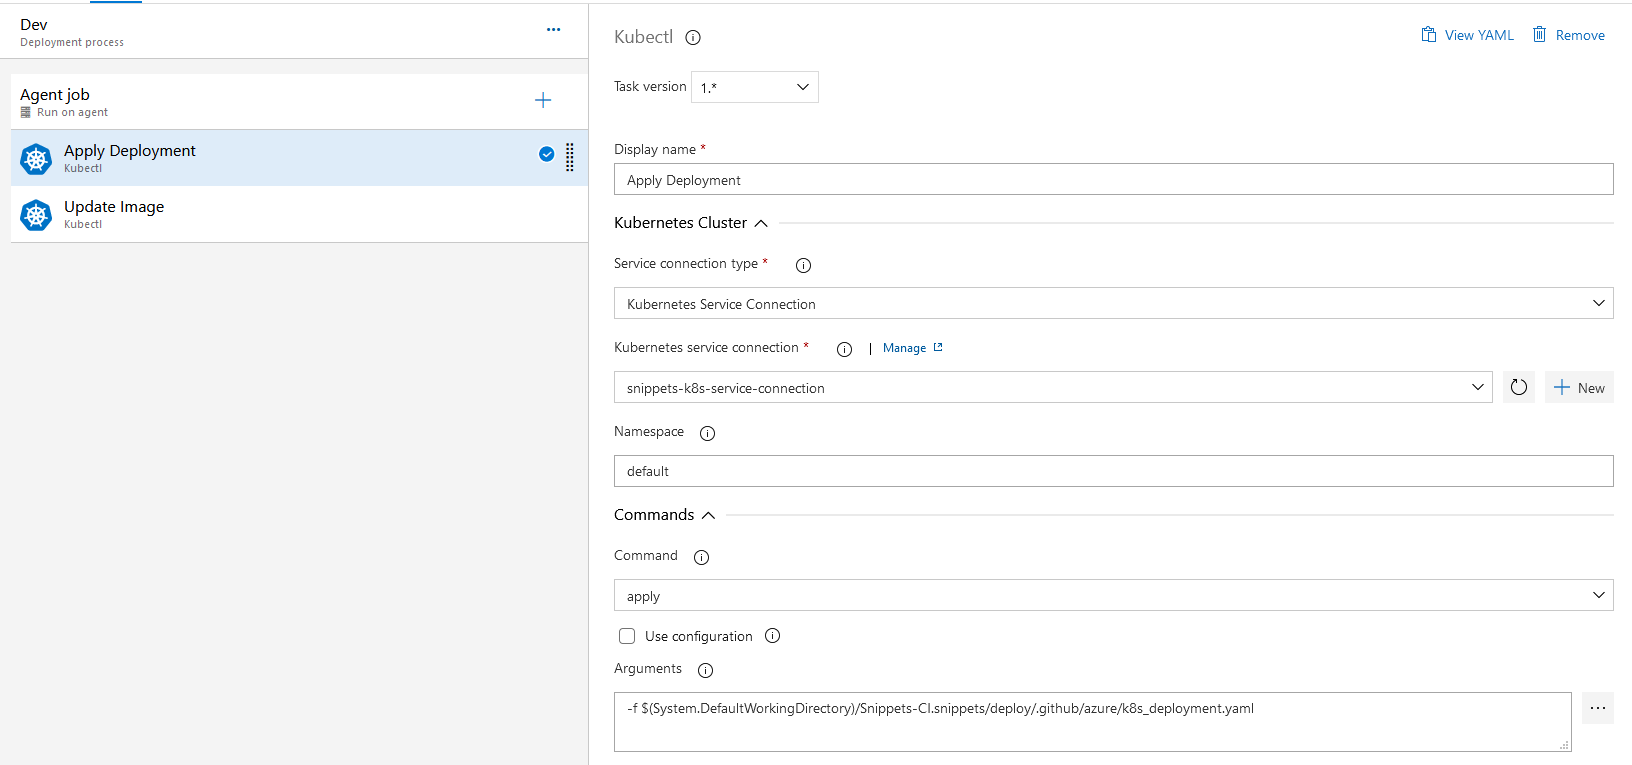 Dev
Deployment process
Agent job
Run on agent
Apply Deployment
Kubectl
Update Image
Kubectl
Kubectl
View YAML
Remove
Task version
1.*
Display name *
Apply Deployment
Kubernetes Cluster
Service connection type *
Kubernetes Service Connection
Kubernetes service connection *
| Manage
snippets-k8s-service-connection
New
Namespace
default
Commands
Command
apply
Use configuration
Arguments
-f $(System.DefaultWorkingDirectory)/Snippets-CI.snippets/deploy/.github/azure/k8s_deployment.yaml